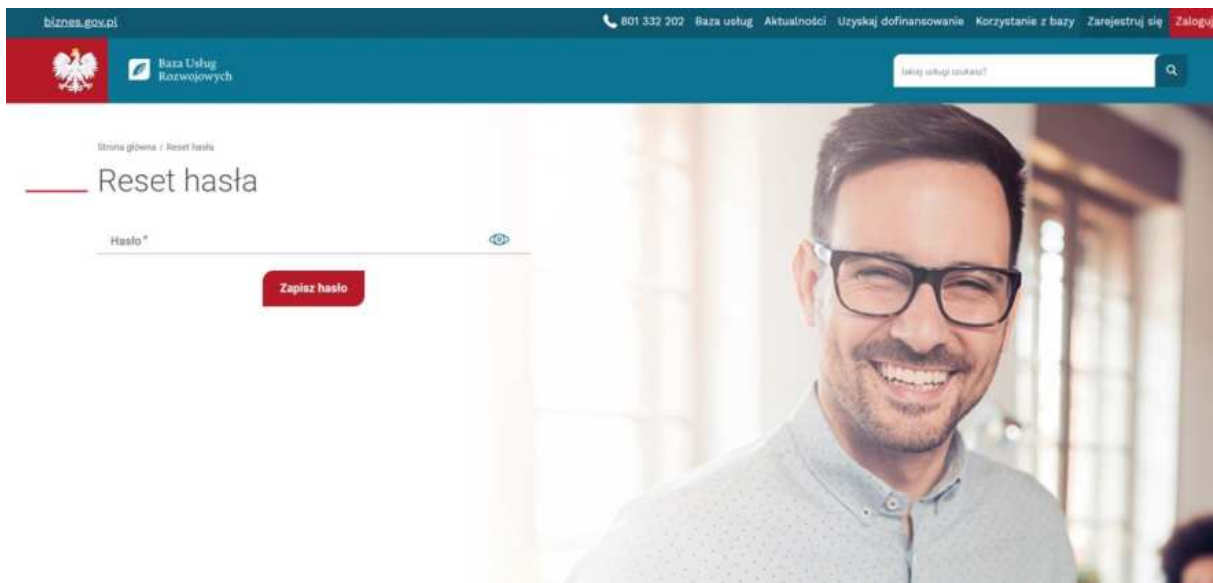 biznes.gov.pl
801 332 202 Baza usług Aktualności Uzyskaj dofinansowanie Korzystanie z bazy Zarejestruj się Zaloguj
Baza Usług
Rozwojowych
Jakiej usługi szukasz?
Strona główna / Reset hasła
Reset hasła
Hasło*
Zapisz hasło